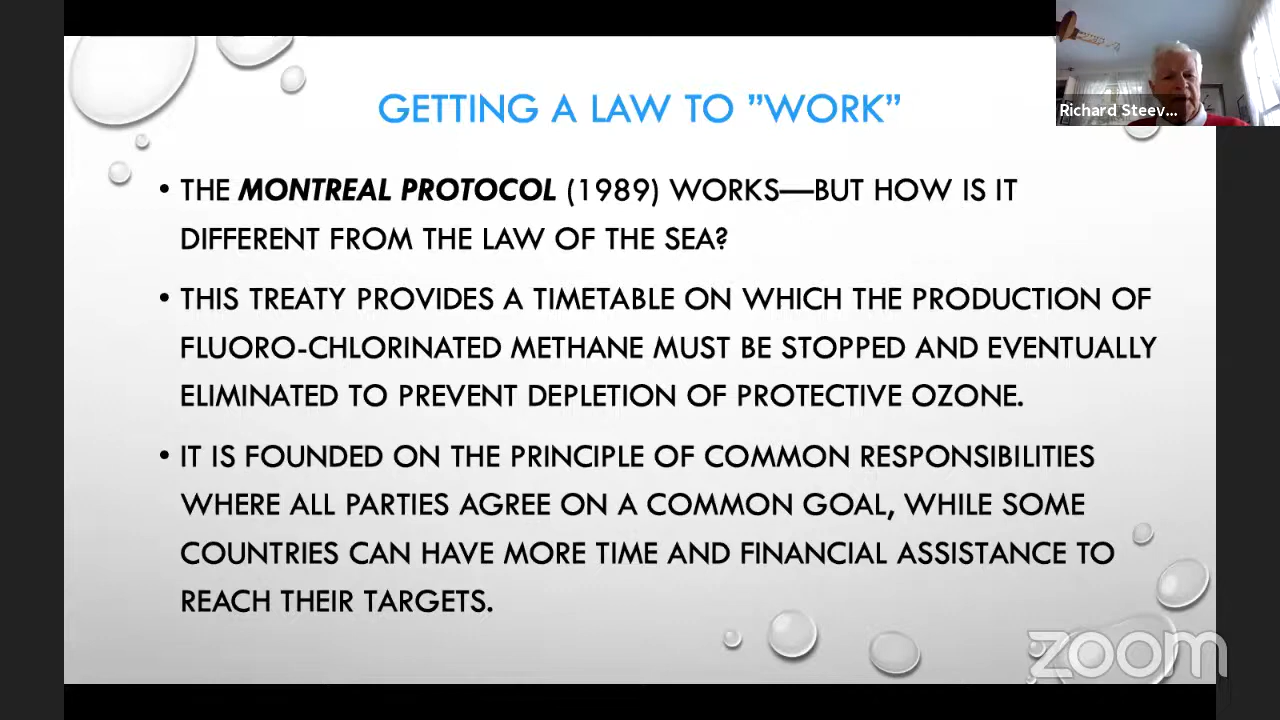 GETTING A LAW TO ”WORK”
Richard Steev...
• THE MONTREAL PROTOCOL (1989) WORKS—BUT HOW IS IT
DIFFERENT FROM THE LAW OF THE SEA?
• THIS TREATY PROVIDES A TIMETABLE ON WHICH THE PRODUCTION OF
FLUORO-CHLORINATED METHANE MUST BE STOPPED AND EVENTUALLY
ELIMINATED TO PREVENT DEPLETION OF PROTECTIVE OZONE.
• IT IS FOUNDED ON THE PRINCIPLE OF COMMON RESPONSIBILITIES
WHERE ALL PARTIES AGREE ON A COMMON GOAL, WHILE SOME
COUNTRIES CAN HAVE MORE TIME AND FINANCIAL ASSISTANCE TO
REACH THEIR TARGETS.
zoom